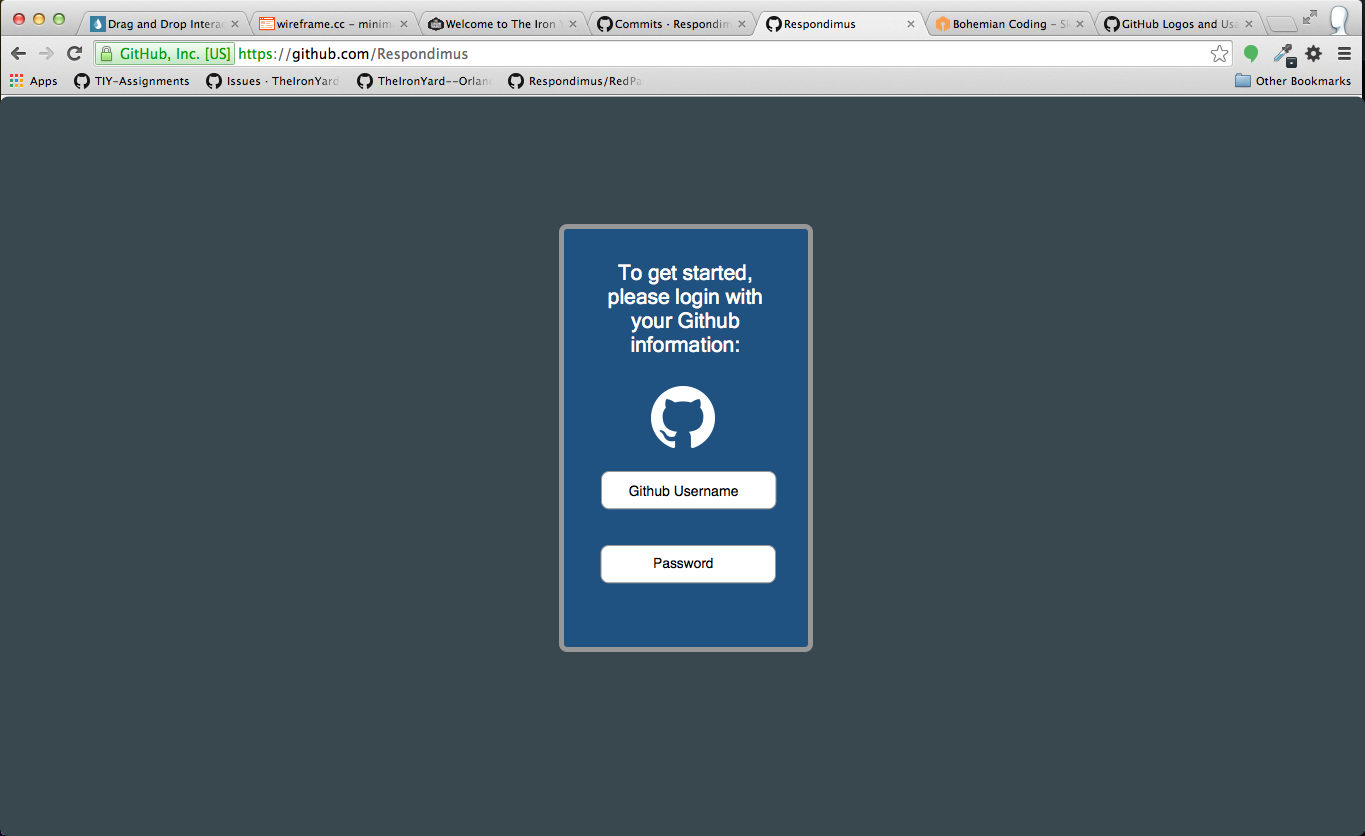 Drag and Drop Intera
wireframe.cc – minim
Welcome to The Iron Y
Commits · Respondim
Respondimus
Bohemian Coding – Sk
GitHub Logos and Usa
GitHub, Inc. [US] https://github.com/Respondimus
Apps
TIY-Assignments
Issues · TheIronYard
TheIronYard--Orlan
Respondimus/RedPa
Other Bookmarks
To get started,
please login with
your Github
information:
Github Username
Password